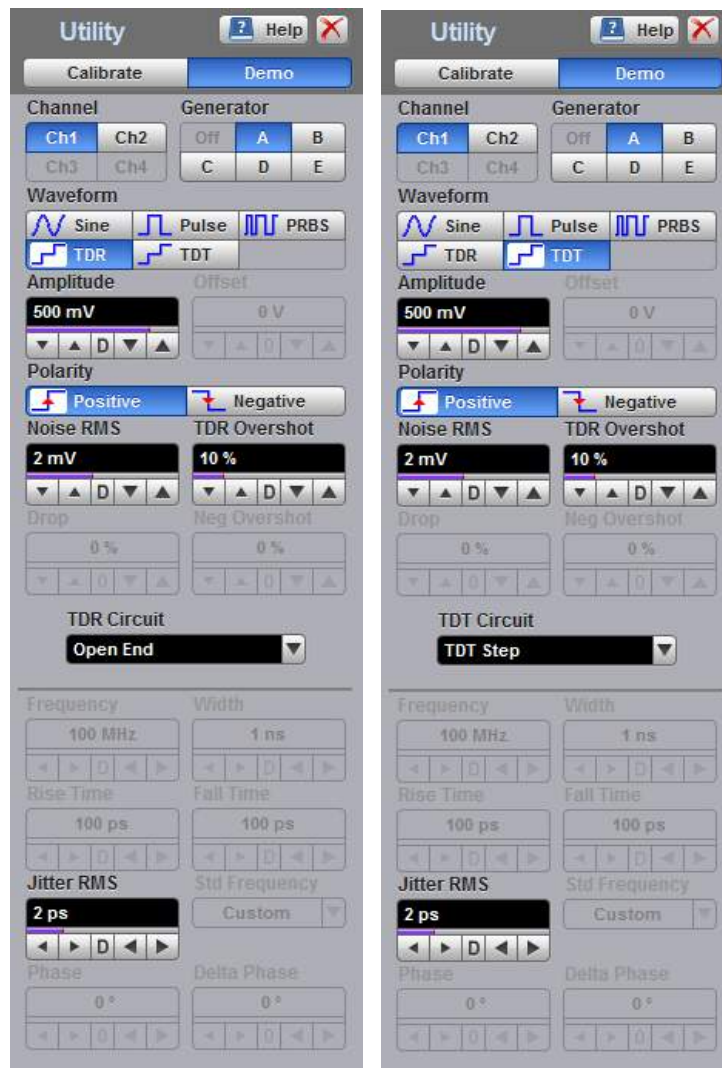 Utility Help
Calibrate Demo
Channel Generator
Ch1 Ch2 Off A B
Ch3 Ch4 C D E
Waveform
Sine Pulse PRBS
TDR TDT
Amplitude Offset
500 mV 0 V
D 0
Polarity
Positive Negative
Noise RMS TDR Overshot
2 mV 10 %
D D
Drop Neg Overshot
0 % 0 %
0 0
TDR Circuit
Open End
Frequency Width
100 MHz 1 ns
D D
Rise Time Fall Time
100 ps 100 ps
D D
Jitter RMS Std Frequency
2 ps Custom
D
Phase Delta Phase
0 ° 0 °
0 0
Utility Help
Calibrate Demo
Channel Generator
Ch1 Ch2 Off A B
Ch3 Ch4 C D E
Waveform
Sine Pulse PRBS
TDR TDT
Amplitude Offset
500 mV 0 V
D 0
Polarity
Positive Negative
Noise RMS TDR Overshot
2 mV 10 %
D D
Drop Neg Overshot
0 % 0 %
0 0
TDT Circuit
TDT Step
Frequency Width
100 MHz 1 ns
D D
Rise Time Fall Time
100 ps 100 ps
D D
Jitter RMS Std Frequency
2 ps Custom
D
Phase Delta Phase
0 ° 0 °
0 0